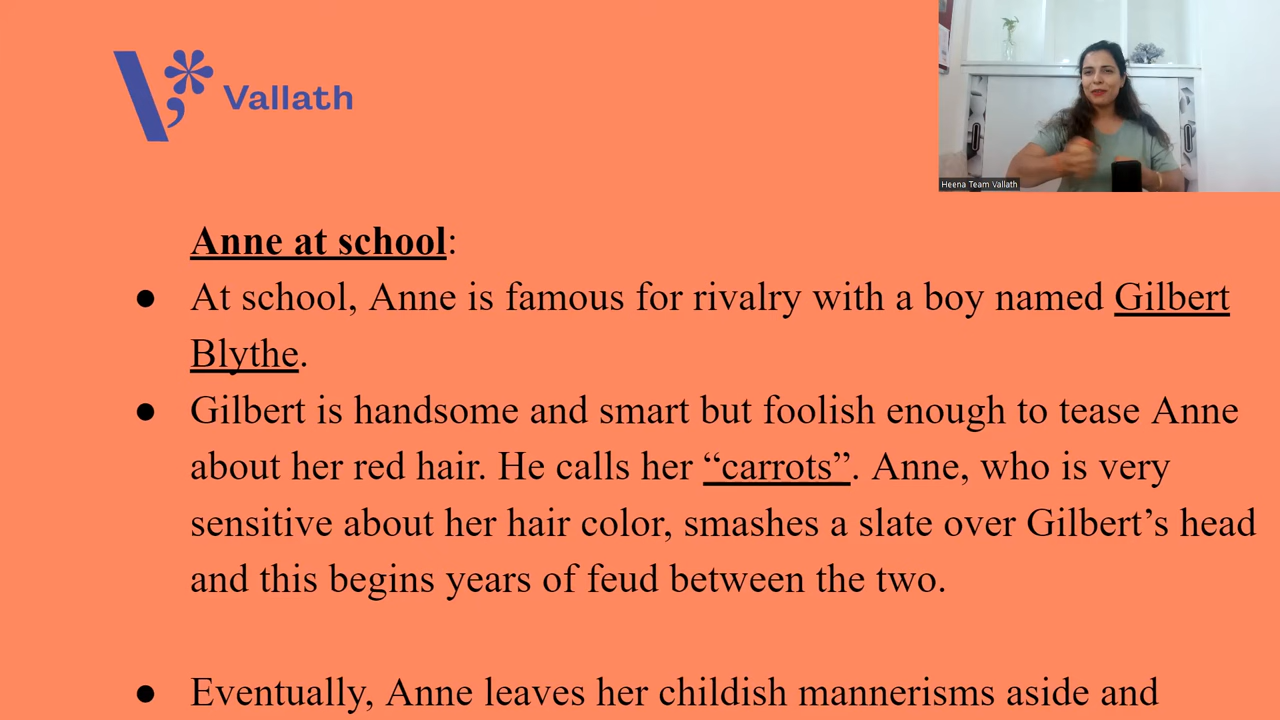 Vallath
Heena Team Vallath
Anne at school:
● At school, Anne is famous for rivalry with a boy named Gilbert
Blythe.
● Gilbert is handsome and smart but foolish enough to tease Anne
about her red hair. He calls her “carrots”. Anne, who is very
sensitive about her hair color, smashes a slate over Gilbert’s head
and this begins years of feud between the two.
● Eventually, Anne leaves her childish mannerisms aside and